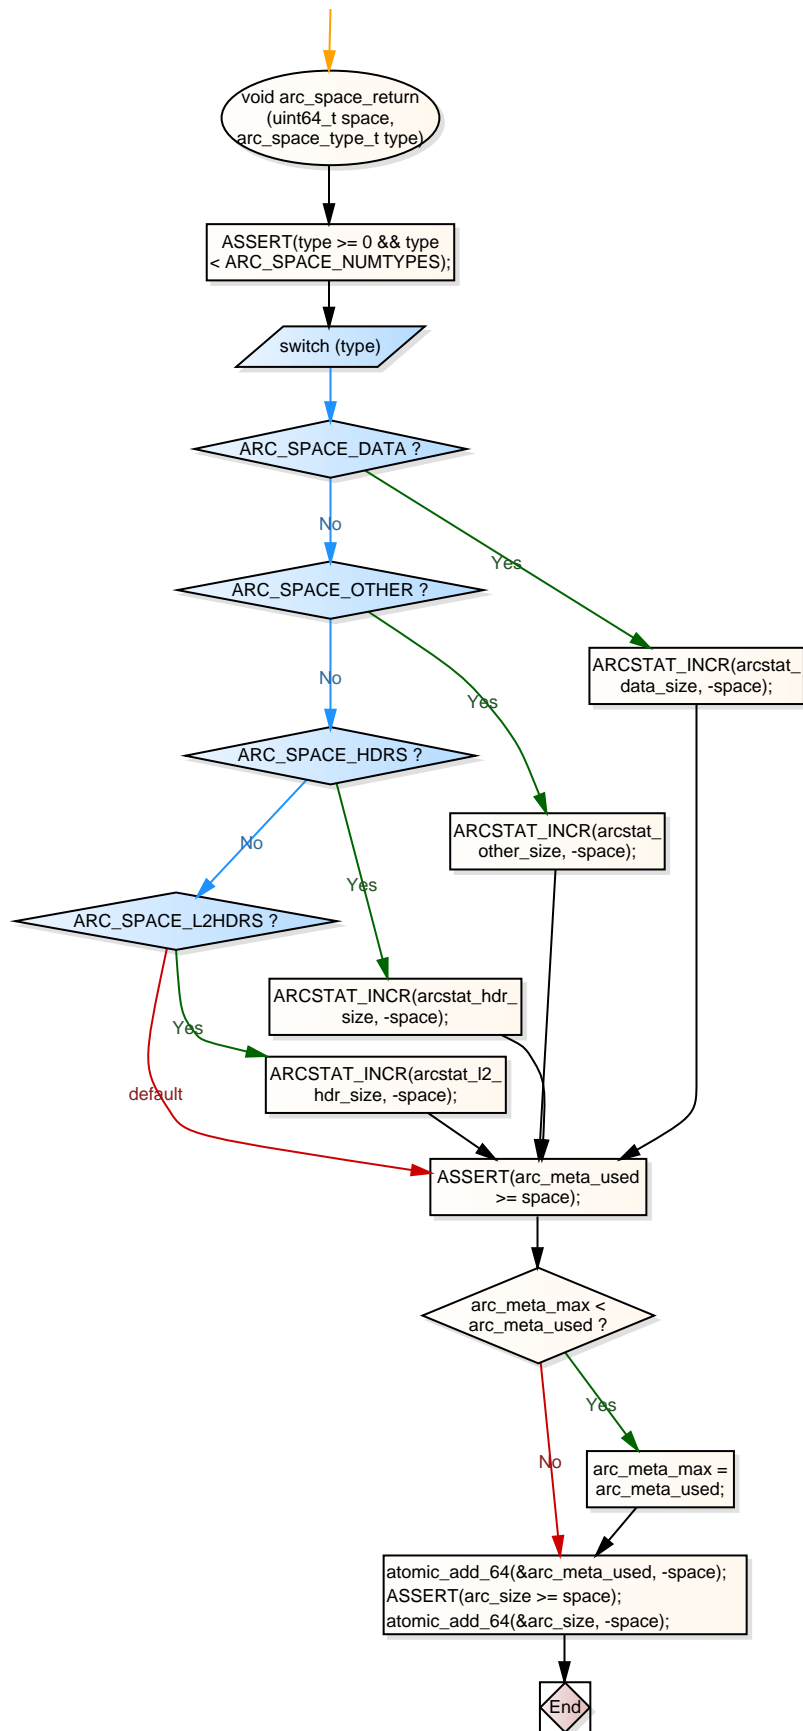 void arc_space_return
(uint64_t space,
arc_space_type_t type)
ASSERT(type >= 0 && type
< ARC_SPACE_NUMTYPES);
switch (type)
ARC_SPACE_DATA ?
No
Yes
ARC_SPACE_OTHER ?
ARCSTAT_INCR(arcstat_
data_size, -space);
No
Yes
ARC_SPACE_HDRS ?
ARCSTAT_INCR(arcstat_
other_size, -space);
No
Yes
ARC_SPACE_L2HDRS ?
ARCSTAT_INCR(arcstat_hdr_
size, -space);
Yes
ARCSTAT_INCR(arcstat_l2_
hdr_size, -space);
default
ASSERT(arc_meta_used
>= space);
arc_meta_max <
arc_meta_used ?
Yes
No
arc_meta_max =
arc_meta_used;
atomic_add_64(&arc_meta_used, -space);
ASSERT(arc_size >= space);
atomic_add_64(&arc_size, -space);
End